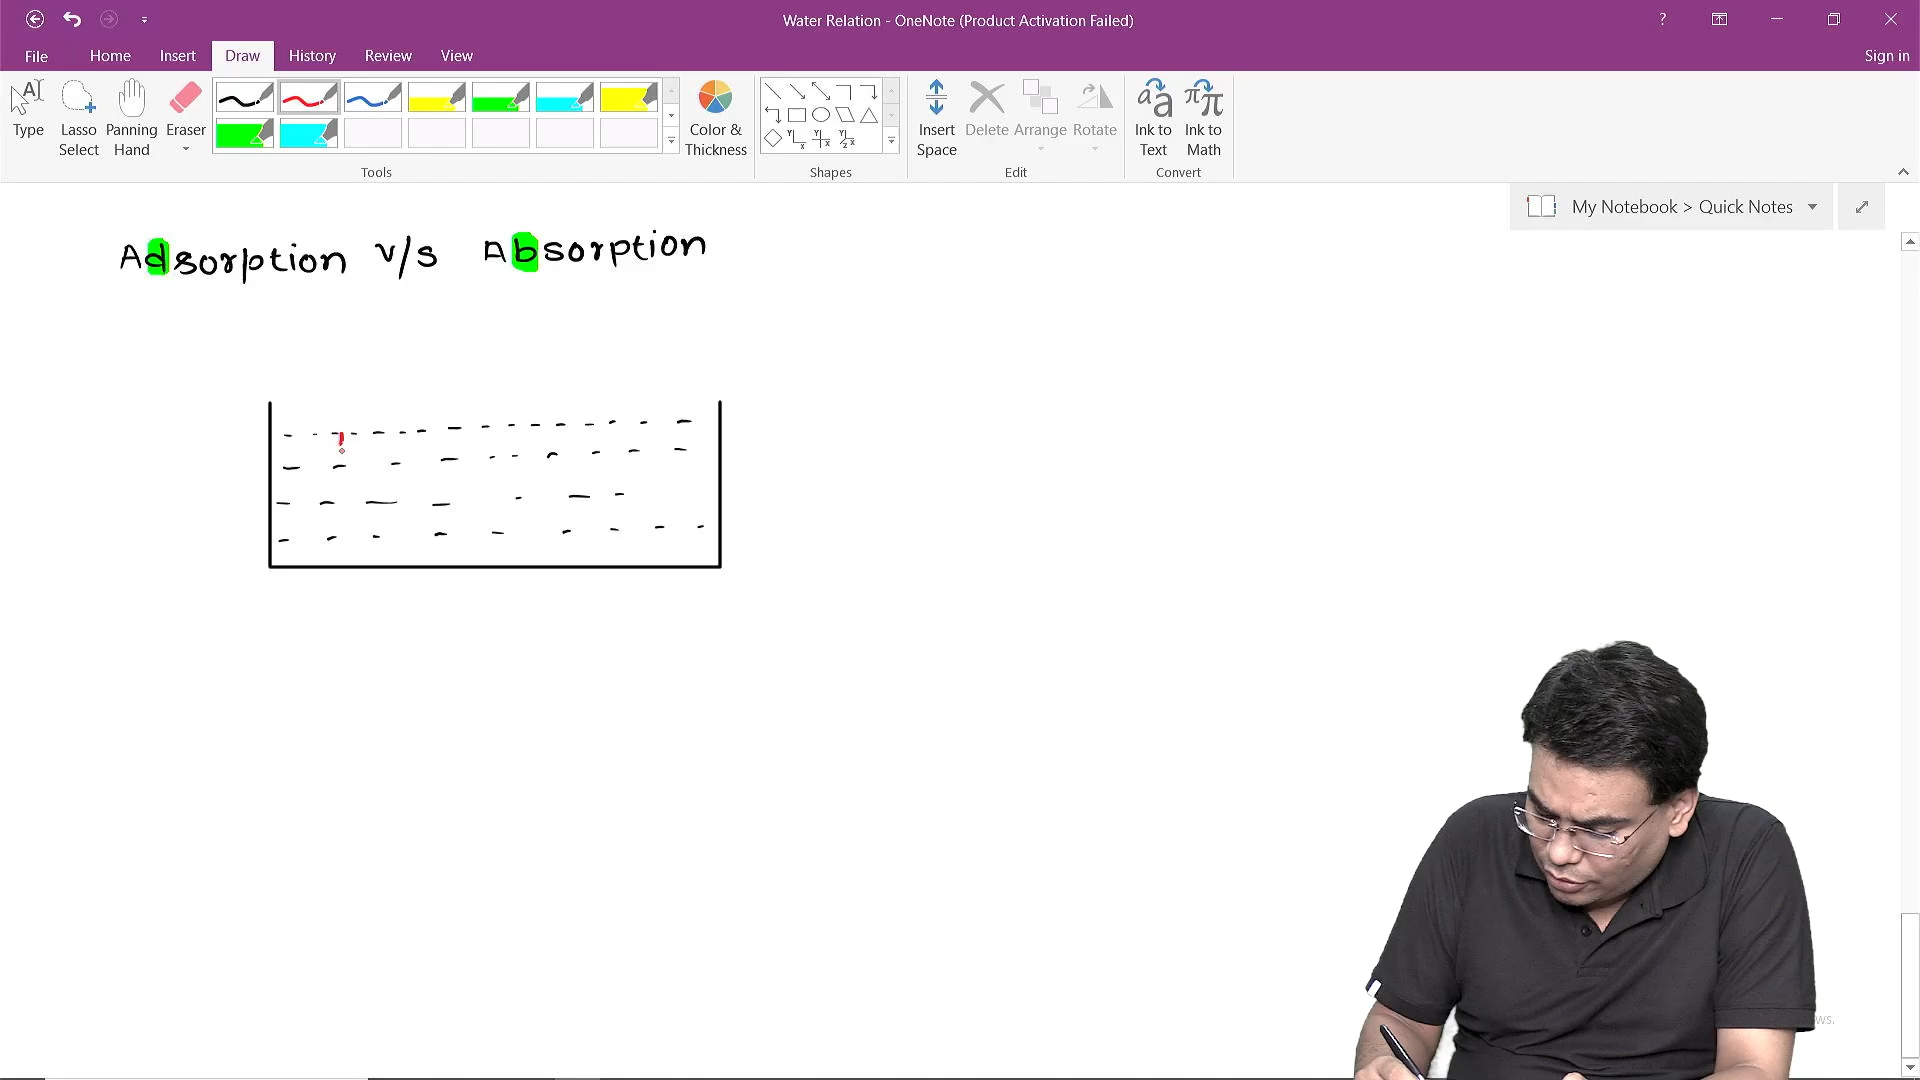 Water Relation - OneNote (Product Activation Failed)
?
File Home Insert Draw History Review View Sign in
Type
Lasso Select
Panning Hand
Eraser
Color & Thickness
Insert Space
Delete
Arrange
Rotate
Ink to Text
Ink to Math
Tools
Shapes
Edit
Convert
My Notebook > Quick Notes
Adsorption v/s Absorption
ws.